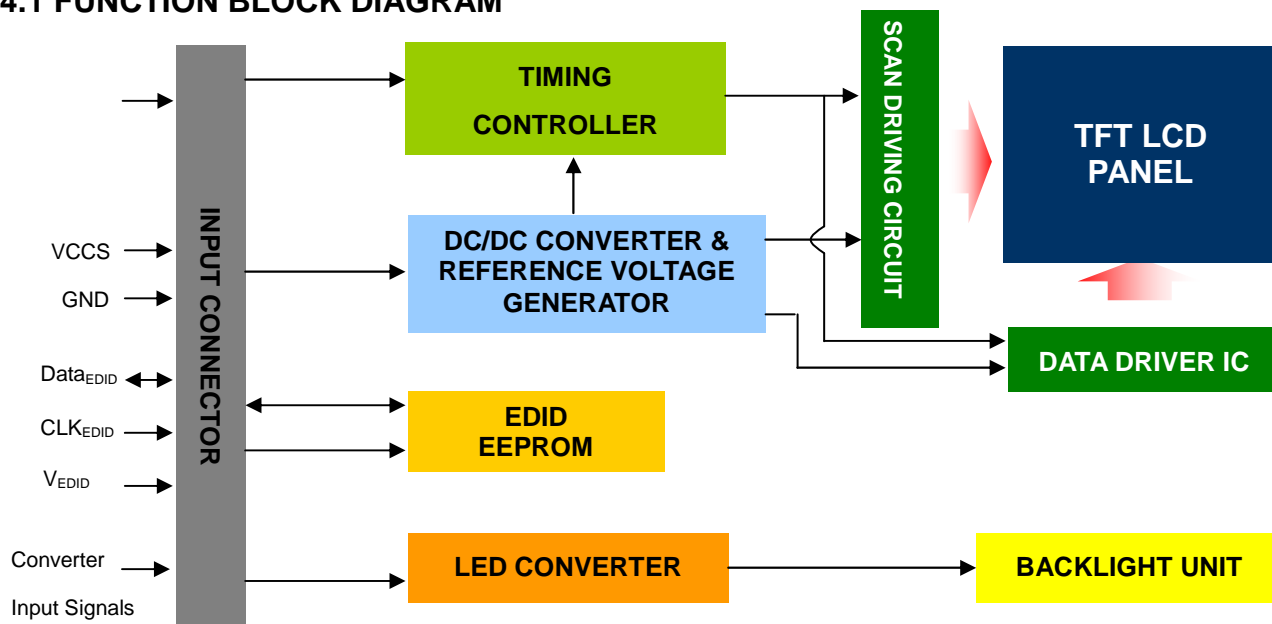 4.1 FUNCTION BLOCK DIAGRAM
TIMING
CONTROLLER
SCAN DRIVING CIRCUIT
TFT LCD
PANEL
INPUT CONNECTOR
VCCS
GND
DC/DC CONVERTER &
REFERENCE VOLTAGE
GENERATOR
DATA DRIVER IC
DataEDID
CLKEDID
VEDID
EDID
EEPROM
Converter
Input Signals
LED CONVERTER
BACKLIGHT UNIT